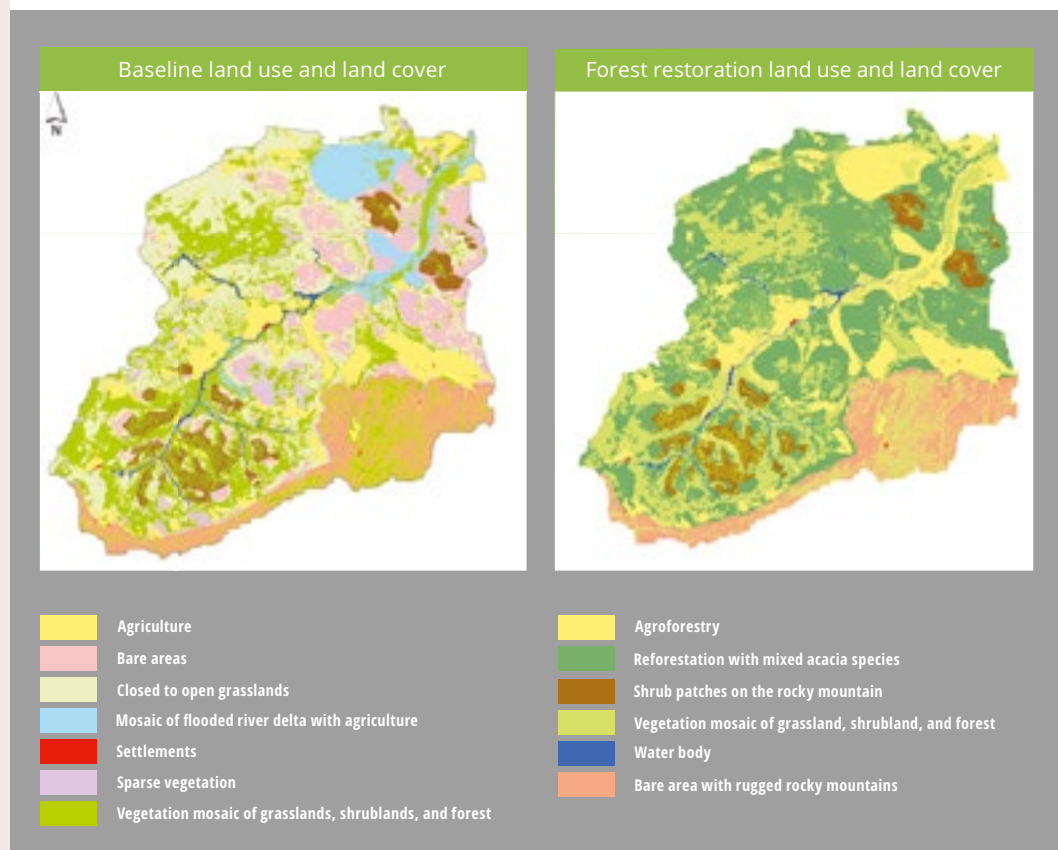 Baseline land use and land cover
Forest restoration land use and land cover
N
Agriculture
Bare areas
Closed to open grasslands
Mosaic of flooded river delta with agriculture
Settlements
Sparse vegetation
Vegetation mosaic of grasslands, shrublands, and forest
Agroforestry
Reforestation with mixed acacia species
Shrub patches on the rocky mountain
Vegetation mosaic of grassland, shrubland, and forest
Water body
Bare area with rugged rocky mountains